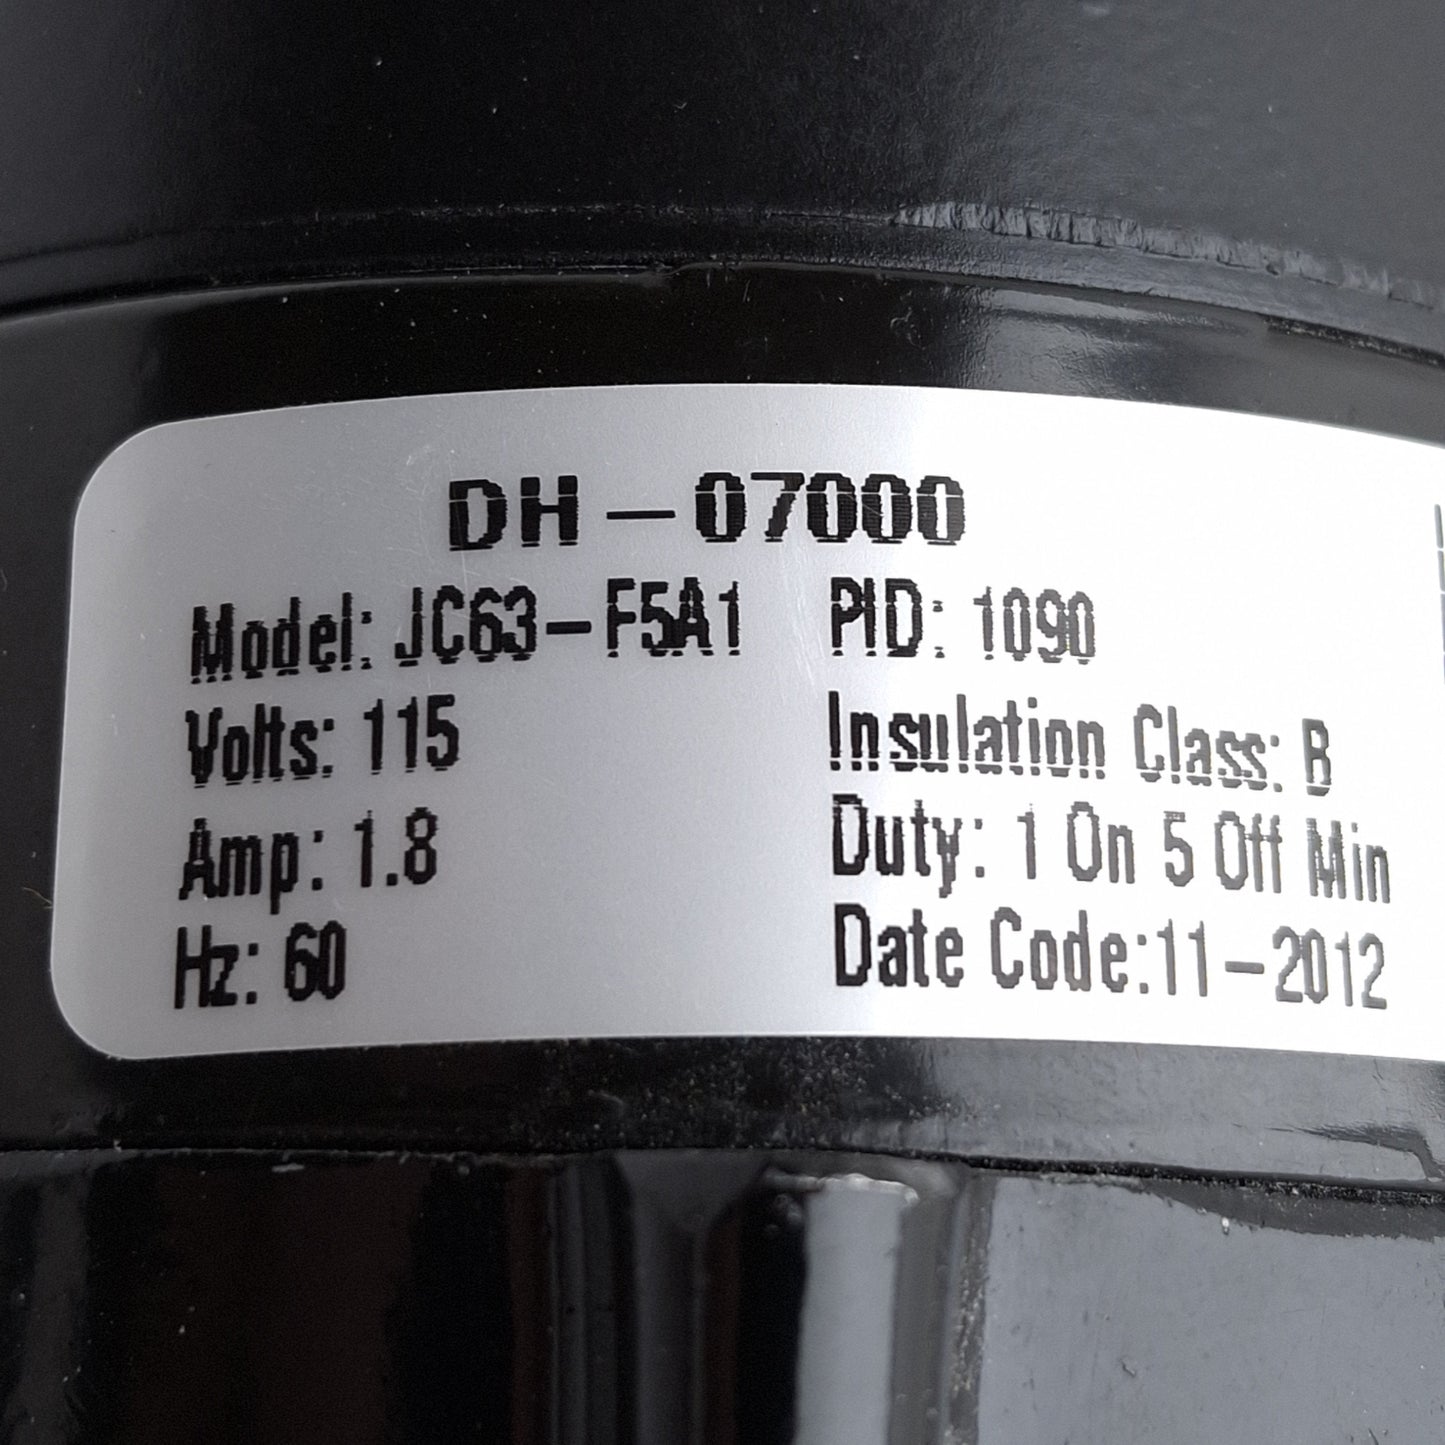 DH-07000
Model: JC63-F5A1 PID: 1090
Volts: 115 Insulation Class: B
Amp: 1.8 Duty: 1 On 5 Off Min
Hz: 60 Date Code:11-2012